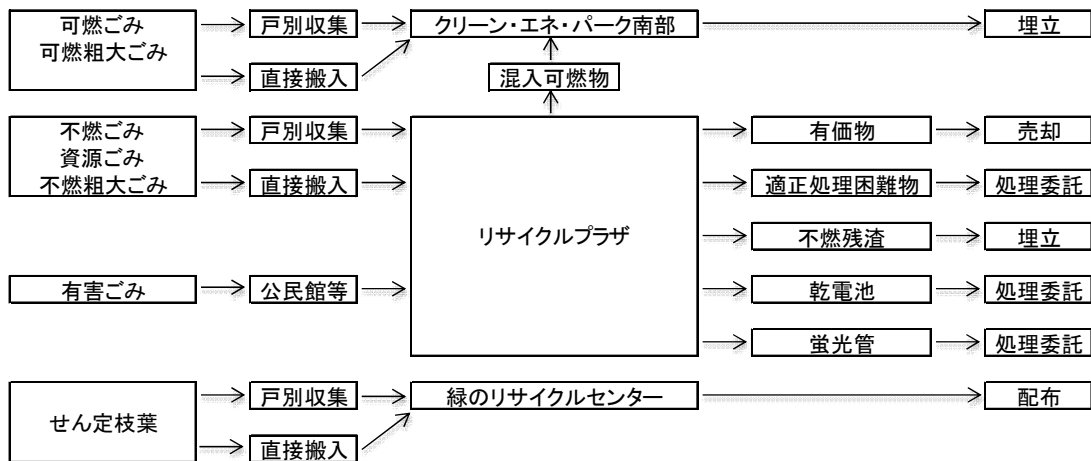 可燃ごみ
可燃粗大ごみ
戸別収集
直接搬入
クリーン・エネ・パーク南部
埋立
混入可燃物
不燃ごみ
資源ごみ
不燃粗大ごみ
戸別収集
直接搬入
リサイクルプラザ
有価物
売却
適正処理困難物
処理委託
不燃残渣
埋立
有害ごみ
公民館等
乾電池
処理委託
蛍光管
処理委託
せん定枝葉
戸別収集
直接搬入
緑のリサイクルセンター
配布